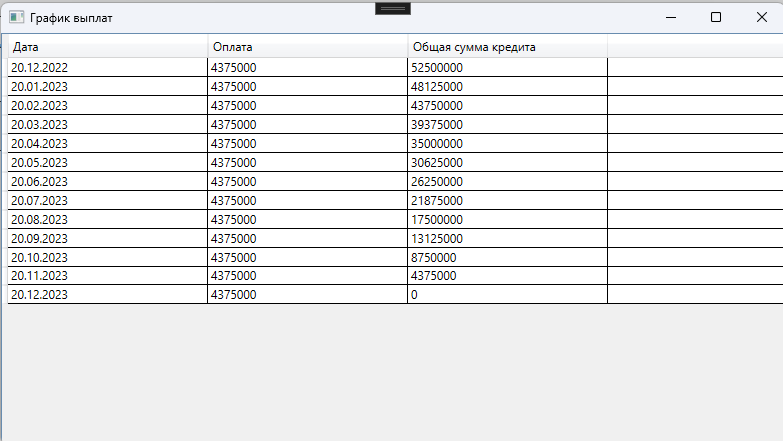 График выплат
Дата Оплата Общая сумма кредита
20.12.2022 4375000 52500000
20.01.2023 4375000 48125000
20.02.2023 4375000 43750000
20.03.2023 4375000 39375000
20.04.2023 4375000 35000000
20.05.2023 4375000 30625000
20.06.2023 4375000 26250000
20.07.2023 4375000 21875000
20.08.2023 4375000 17500000
20.09.2023 4375000 13125000
20.10.2023 4375000 8750000
20.11.2023 4375000 4375000
20.12.2023 4375000 0